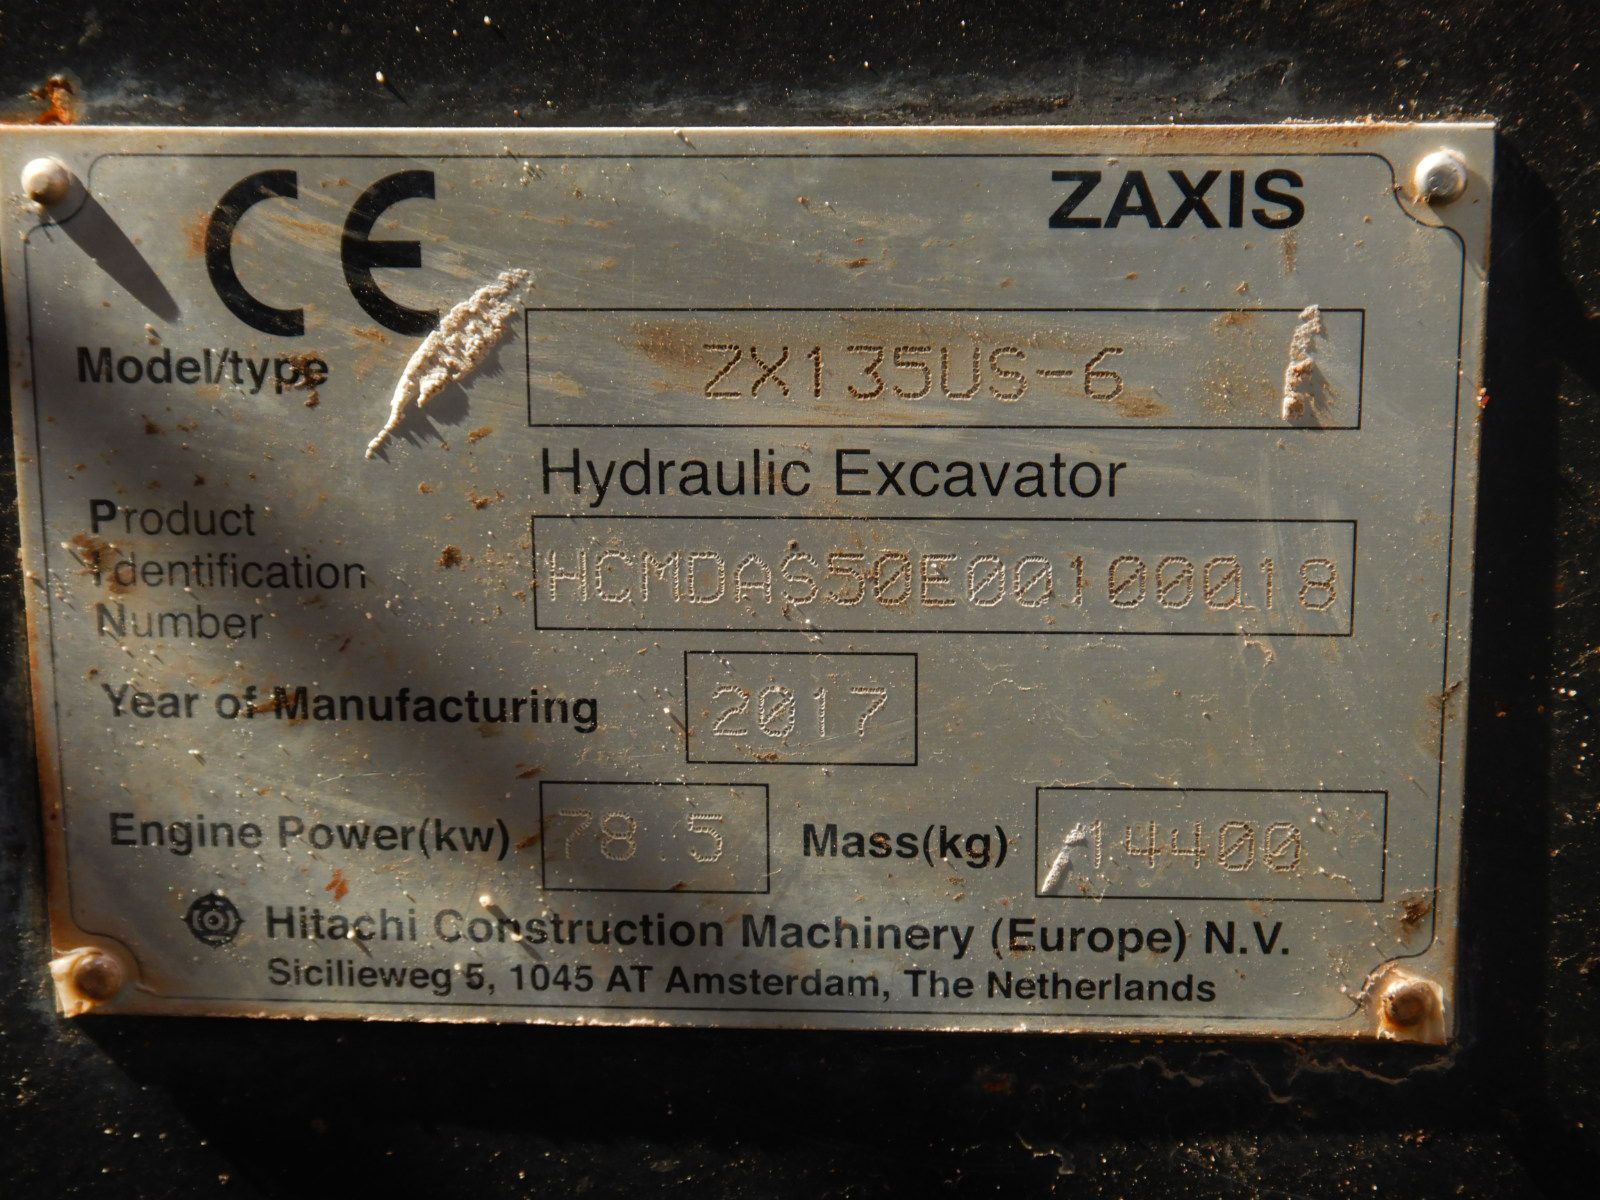 CE ZAXIS
Model/type ZX135US-6
Hydraulic Excavator
Product
Identification
Number
HCMDAS50E00100018
Year of Manufacturing 2017
Engine Power(kw) 78.5 Mass(kg) 14400
Hitachi Construction Machinery (Europe) N.V.
Sicilieweg 5, 1045 AT Amsterdam, The Netherlands